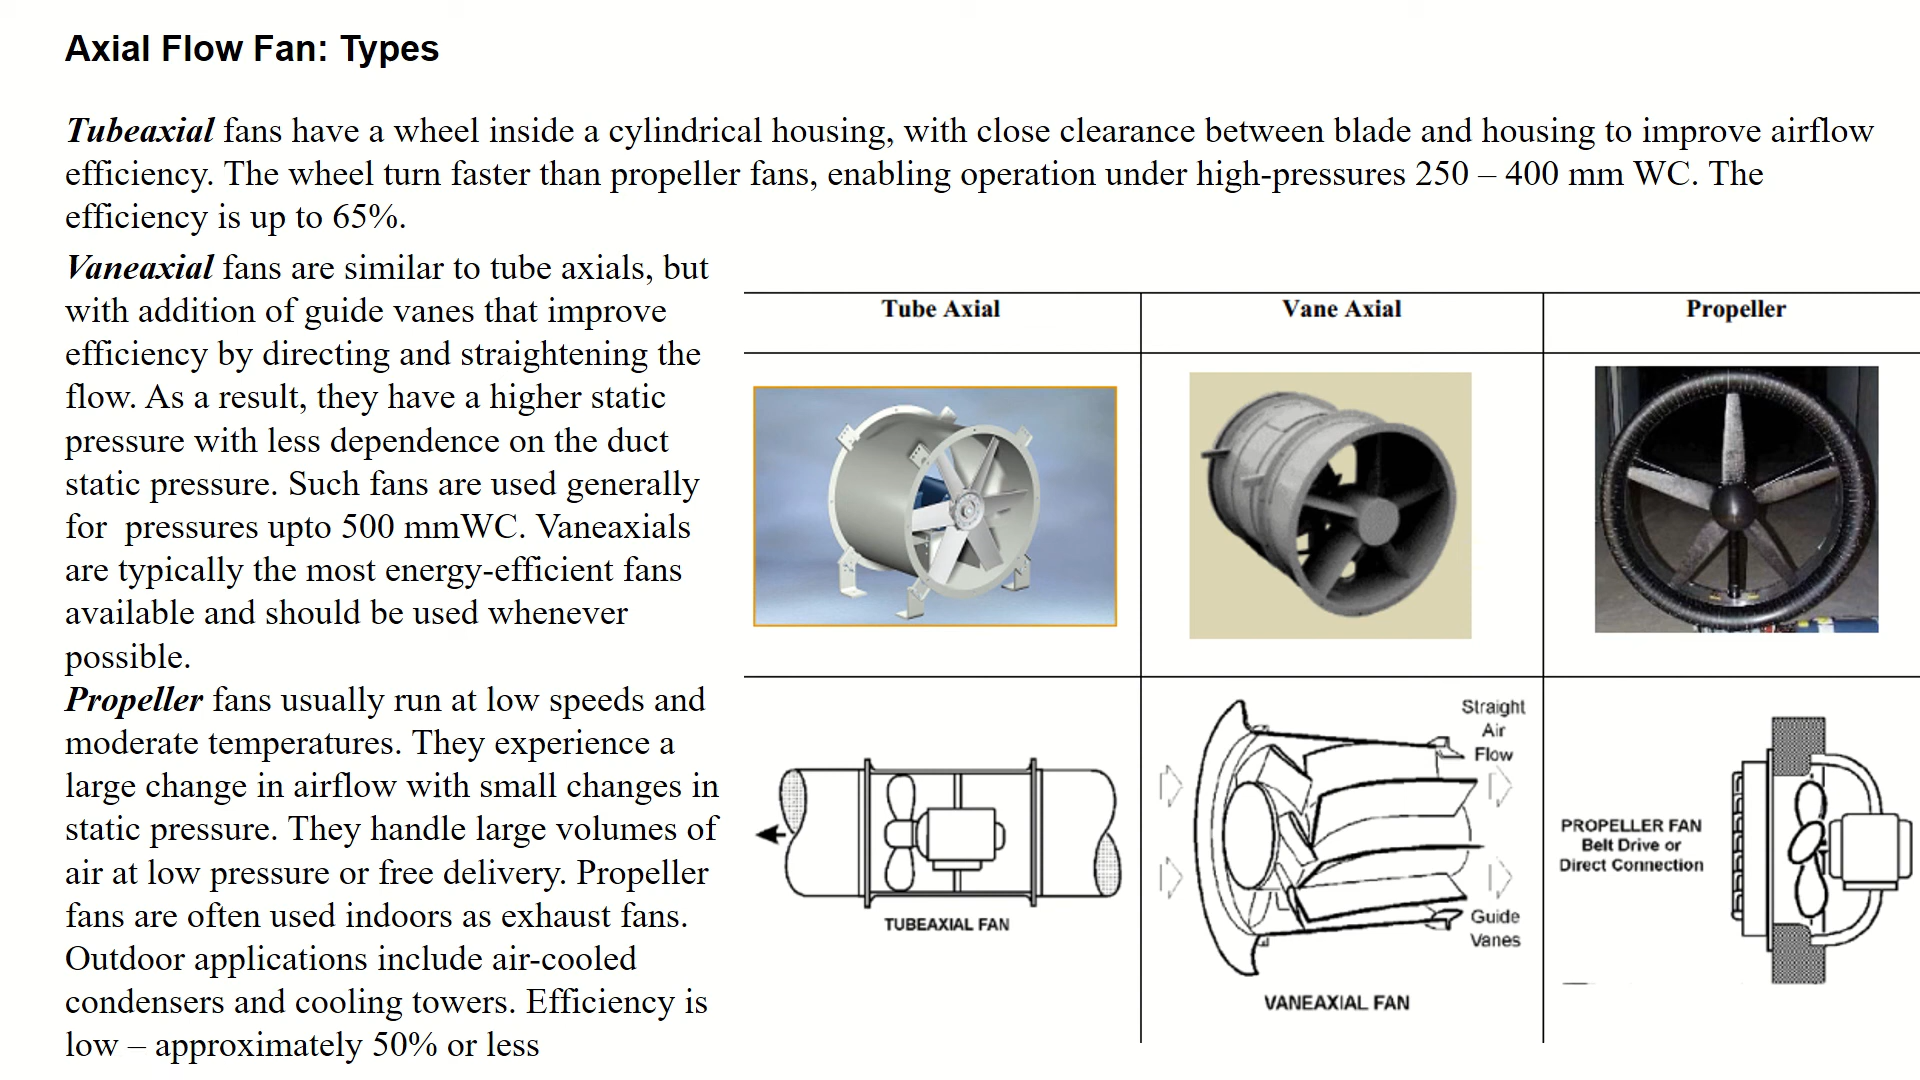 Axial Flow Fan: Types
Tubeaxial fans have a wheel inside a cylindrical housing, with close clearance between blade and housing to improve airflow
efficiency. The wheel turn faster than propeller fans, enabling operation under high-pressures 250 – 400 mm WC. The
efficiency is up to 65%.
Vaneaxial fans are similar to tube axials, but
with addition of guide vanes that improve
efficiency by directing and straightening the
flow. As a result, they have a higher static
pressure with less dependence on the duct
static pressure. Such fans are used generally
for  pressures upto 500 mmWC. Vaneaxials
are typically the most energy-efficient fans
available and should be used whenever
possible.
Propeller fans usually run at low speeds and
moderate temperatures. They experience a
large change in airflow with small changes in
static pressure. They handle large volumes of
air at low pressure or free delivery. Propeller
fans are often used indoors as exhaust fans.
Outdoor applications include air-cooled
condensers and cooling towers. Efficiency is
low – approximately 50% or less
Tube Axial
Vane Axial
Propeller
TUBEAXIAL FAN
Straight
Air
Flow
Guide
Vanes
VANEAXIAL FAN
PROPELLER FAN
Belt Drive or
Direct Connection